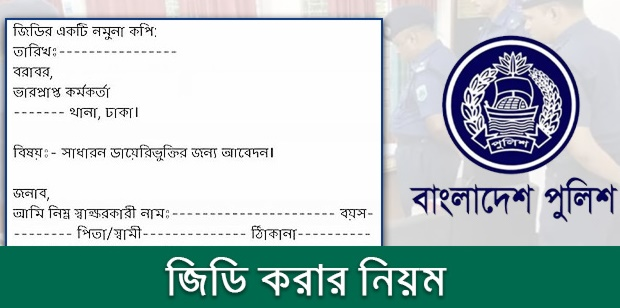 জিডির একটি নমুনা কপি:
তারিখঃ----------------
বরাবর,
ভারপ্রাপ্ত কর্মকর্তা
------- থানা, ঢাকা।
বিষয়ঃ- সাধারন ডায়েরিভুক্তির জন্য আবেদন।
জনাব,
আমি নিম্ন স্বাক্ষরকারী নামঃ---------------------- বয়স-
-------- পিতা/স্বামী-------------- ঠিকানা----------
পুলিশ
বাংলাদেশ পুলিশ
জিডি করার নিয়ম